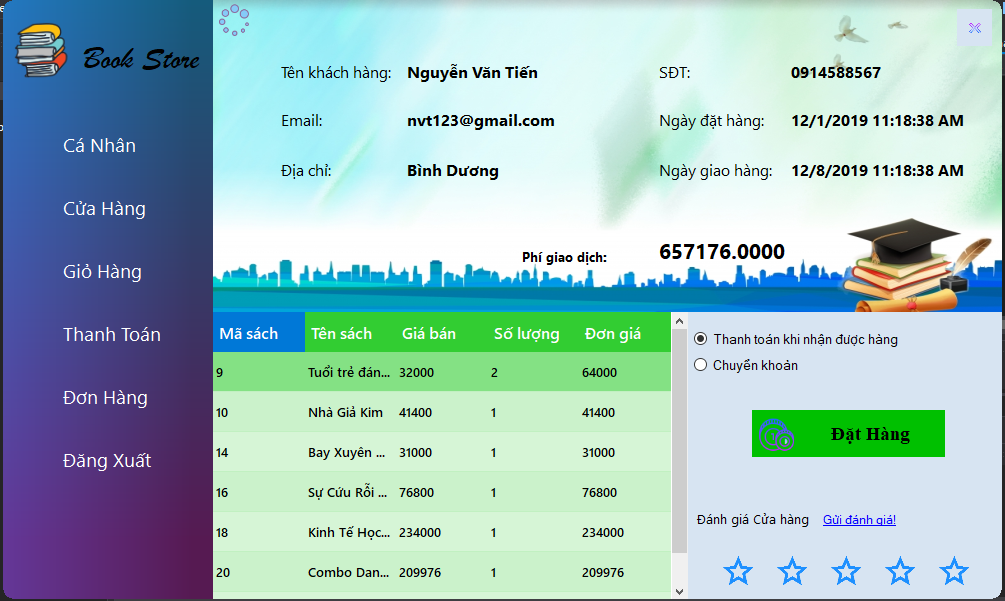 Book Store
Cá Nhân
Cửa Hàng
Giỏ Hàng
Thanh Toán
Đơn Hàng
Đăng Xuất
Tên khách hàng: Nguyễn Văn Tiến SĐT: 0914588567
Email: nvt123@gmail.com Ngày đặt hàng: 12/1/2019 11:18:38 AM
Địa chỉ: Bình Dương Ngày giao hàng: 12/8/2019 11:18:38 AM
Phí giao dịch: 657176.0000
Mã sách Tên sách Giá bán Số lượng Đơn giá
9 Tuổi trẻ đán... 32000 2 64000
10 Nhà Giả Kim 41400 1 41400
14 Bay Xuyên ... 31000 1 31000
16 Sự Cứu Rỗi ... 76800 1 76800
18 Kinh Tế Học... 234000 1 234000
20 Combo Dan... 209976 1 209976
Thanh toán khi nhận được hàng
Chuyển khoản
Đặt Hàng
Đánh giá Cửa hàng Gửi đánh giá!